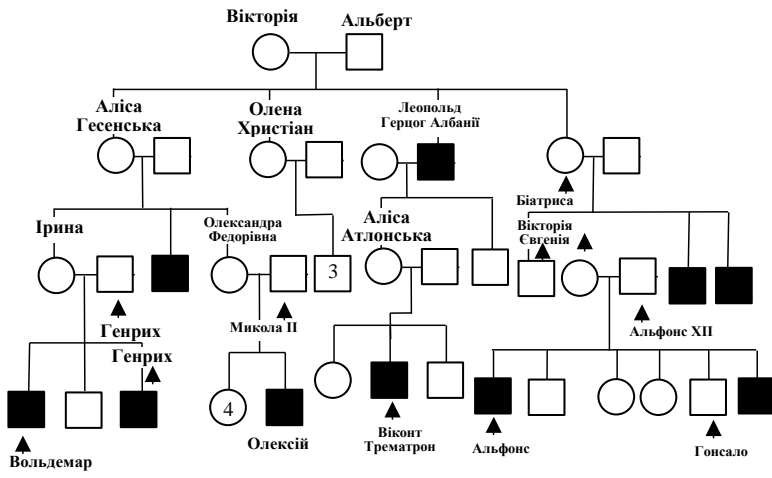 Вікторія
Альберт
Аліса
Гесенська
Олена
Христіан
Леопольд
Герцог Албанії
Біатриса
Ірина
Олександра
Федорівна
Аліса
Атлонська
Вікторія
Євгенія
3
Генрих
Микола II
Альфонс XII
Генрих
4
Вольдемар
Олексій
Віконт
Трематрон
Альфонс
Гонсало